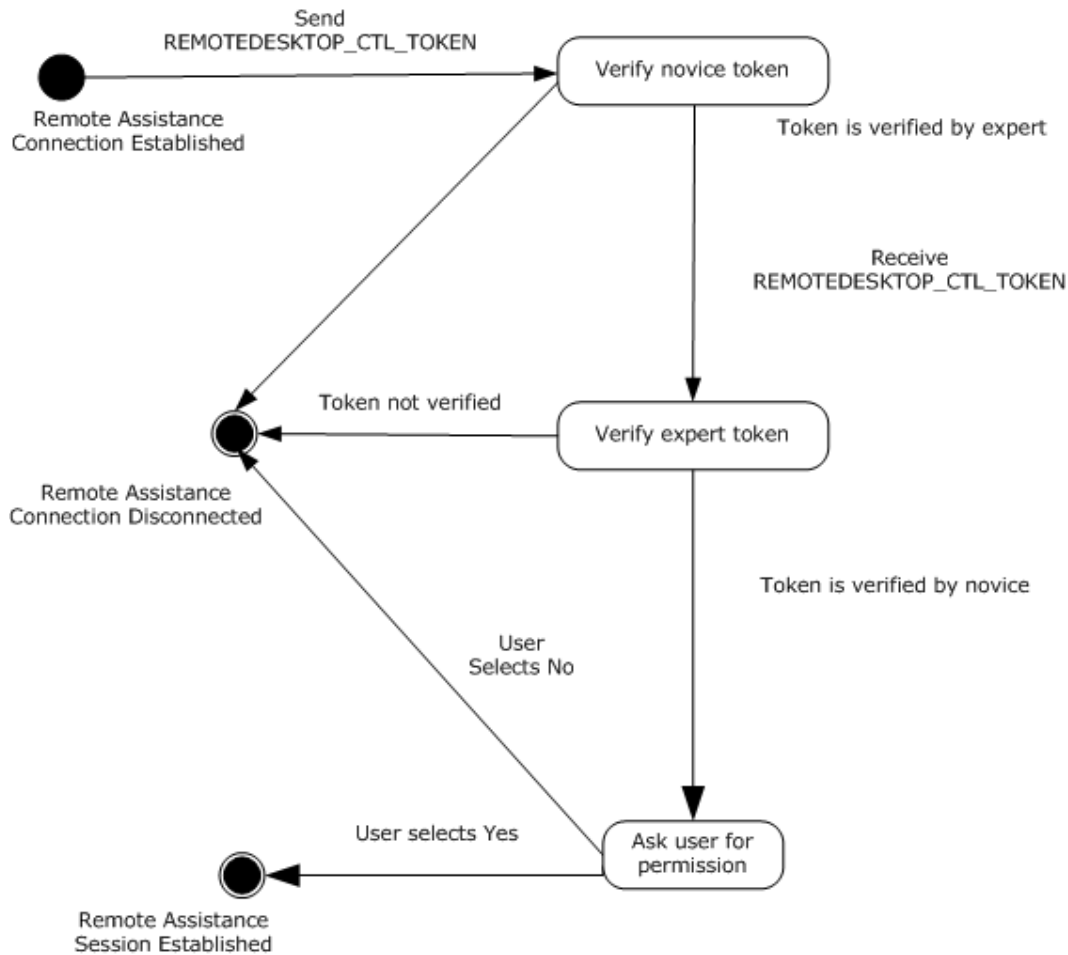 Send
REMOTEDESKTOP_CTL_TOKEN
Verify novice token
Remote Assistance
Connection Established
Token is verified by expert
Receive
REMOTEDESKTOP_CTL_TOKEN
Token not verified
Verify expert token
Remote Assistance
Connection Disconnected
Token is verified by novice
User
Selects No
User selects Yes
Ask user for
permission
Remote Assistance
Session Established